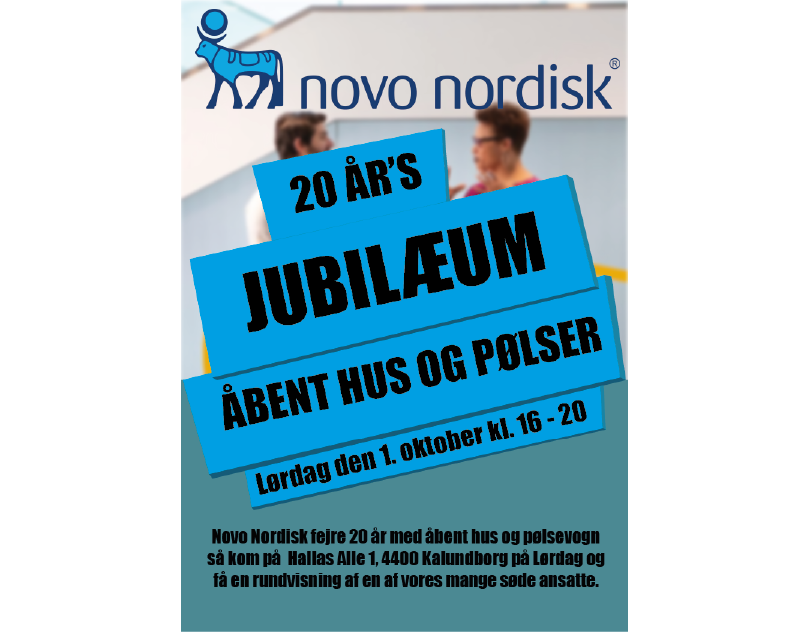 novo nordisk®
20 ÅR'S
JUBILÆUM
ÅBENT HUS OG PØLSER
Lørdag den 1. oktober kl. 16 - 20
Novo Nordisk fejre 20 år med åbent hus og pølsevogn
så kom på Hallas Alle 1, 4400 Kalundborg på Lørdag og
få en rundvisning af en af vores mange søde ansatte.